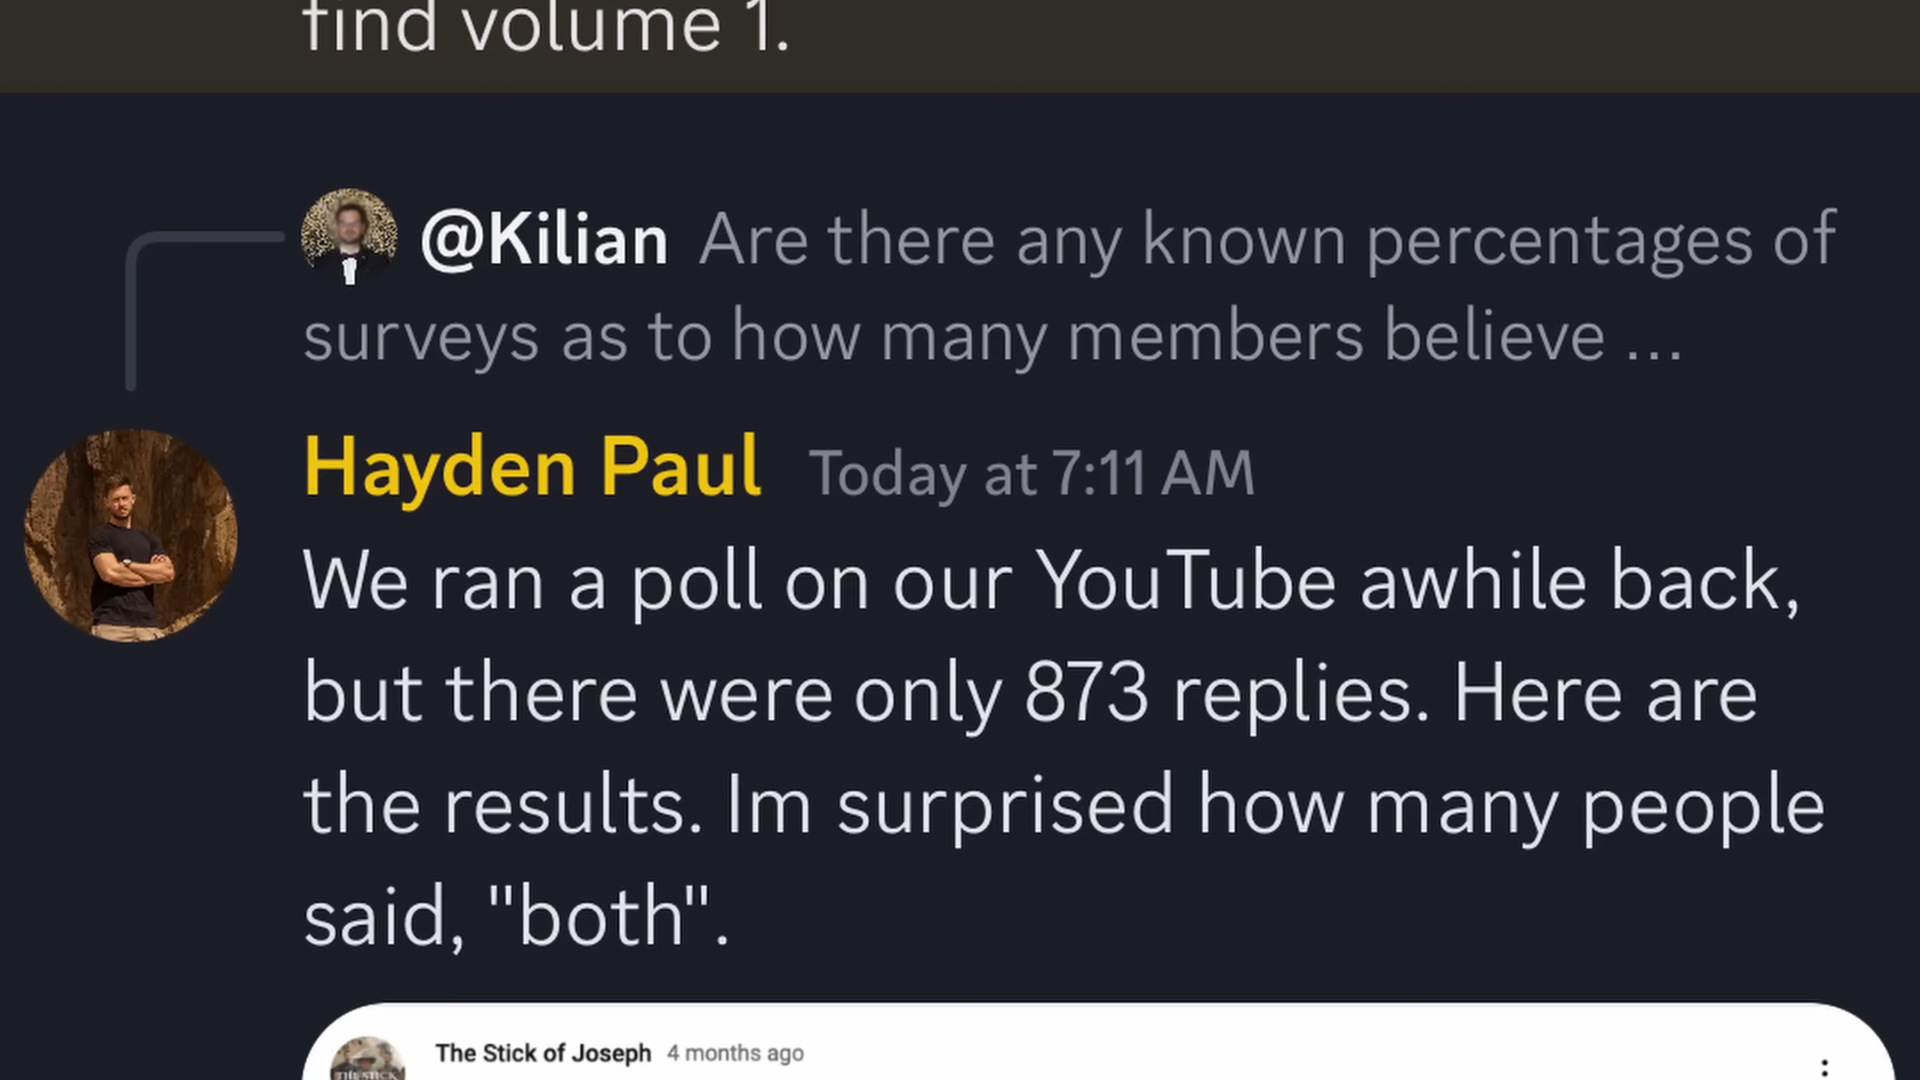 find volume 1.
@Kilian Are there any known percentages of
surveys as to how many members believe ...
Hayden Paul Today at 7:11 AM
We ran a poll on our YouTube awhile back,
but there were only 873 replies. Here are
the results. Im surprised how many people
said, "both".
The Stick of Joseph 4 months ago